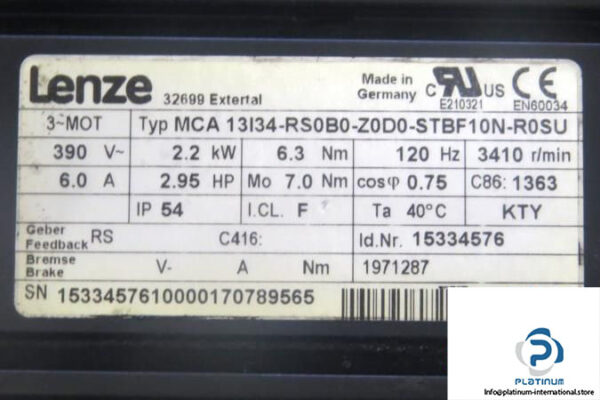 Lenze 32699 Extertal Made in Germany C UL US CE
E210321 EN60034
3~MOT Typ MCA 13I34-RS0B0-Z0D0-STBF10N-R0SU
390 V~ 2.2 kW 6.3 Nm 120 Hz 3410 r/min
6.0 A 2.95 HP Mo 7.0 Nm cosφ 0.75 C86: 1363
IP 54 I.CL. F Ta 40°C KTY
Geber Feedback RS C416: Id.Nr. 15334576
Bremse Brake V- A Nm 1971287
SN 1533457610000170789565
PLATINUM
Info@platinum-international.store